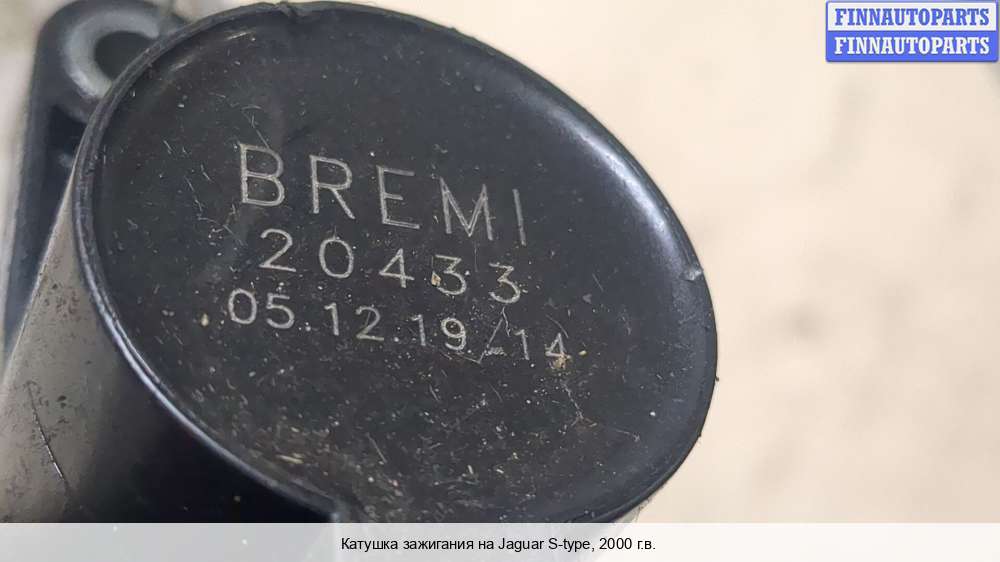 FINNAUTOPARTS
FINNAUTOPARTS
BREMI
20433
05.12.19/14
Катушка зажигания на Jaguar S-type, 2000 г.в.